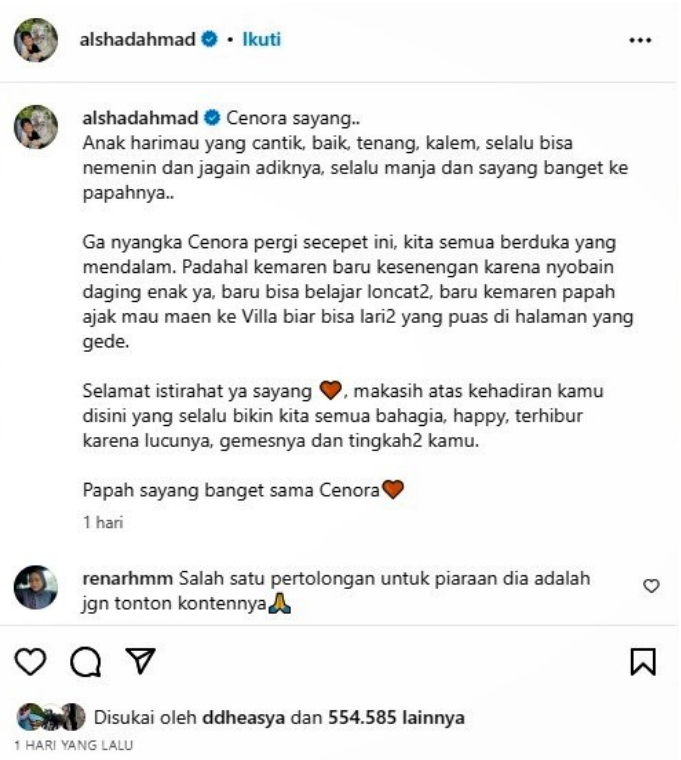 alshadahmad • Ikuti
alshadahmad Cenora sayang..
Anak harimau yang cantik, baik, tenang, kalem, selalu bisa
nemenin dan jagain adiknya, selalu manja dan sayang banget ke
papahnya..
Ga nyangka Cenora pergi secepet ini, kita semua berduka yang
mendalam. Padahal kemaren baru kesenengan karena nyobain
daging enak ya, baru bisa belajar loncat2, baru kemaren papah
ajak mau maen ke Villa biar bisa lari2 yang puas di halaman yang
gede.
Selamat istirahat ya sayang ❤, makasih atas kehadiran kamu
disini yang selalu bikin kita semua bahagia, happy, terhibur
karena lucunya, gemesnya dan tingkah2 kamu.
Papah sayang banget sama Cenora❤
1 hari
renarhmm Salah satu pertolongan untuk piaraan dia adalah
jgn tonton kontennya🙏
Disukai oleh ddheasya dan 554.585 lainnya
1 HARI YANG LALU